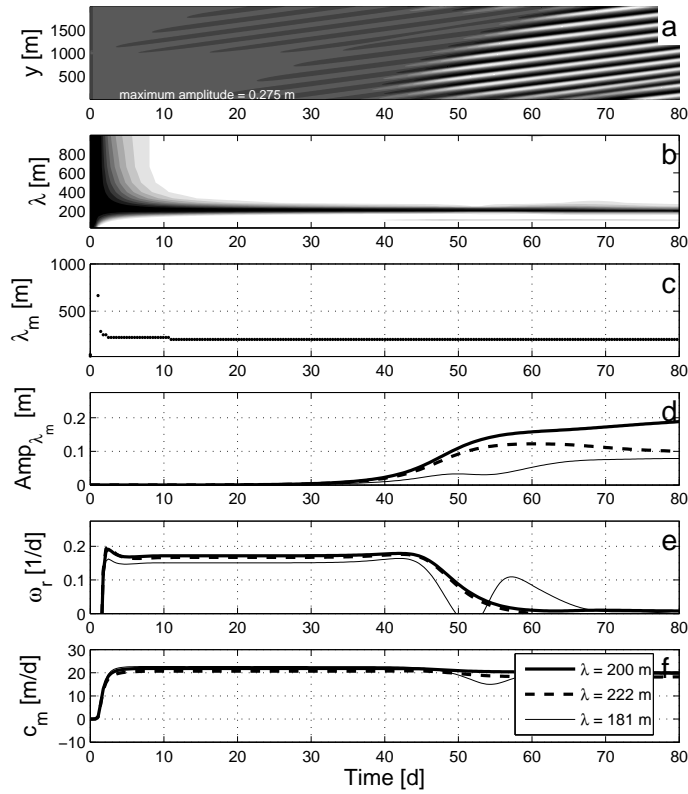 a
y [m]
1500
1000
500
maximum amplitude = 0.275 m
0 10 20 30 40 50 60 70 80
b
λ [m]
800
600
400
200
0 10 20 30 40 50 60 70 80
c
λm [m]
1000
500
0 10 20 30 40 50 60 70 80
d
Ampλm [m]
0.2
0.1
0
0 10 20 30 40 50 60 70 80
e
ωr [1/d]
0.2
0.1
0
0 10 20 30 40 50 60 70 80
f
cm [m/d]
30
20
10
0
−10
λ = 200 m
λ = 222 m
λ = 181 m
0 10 20 30 40 50 60 70 80
Time [d]